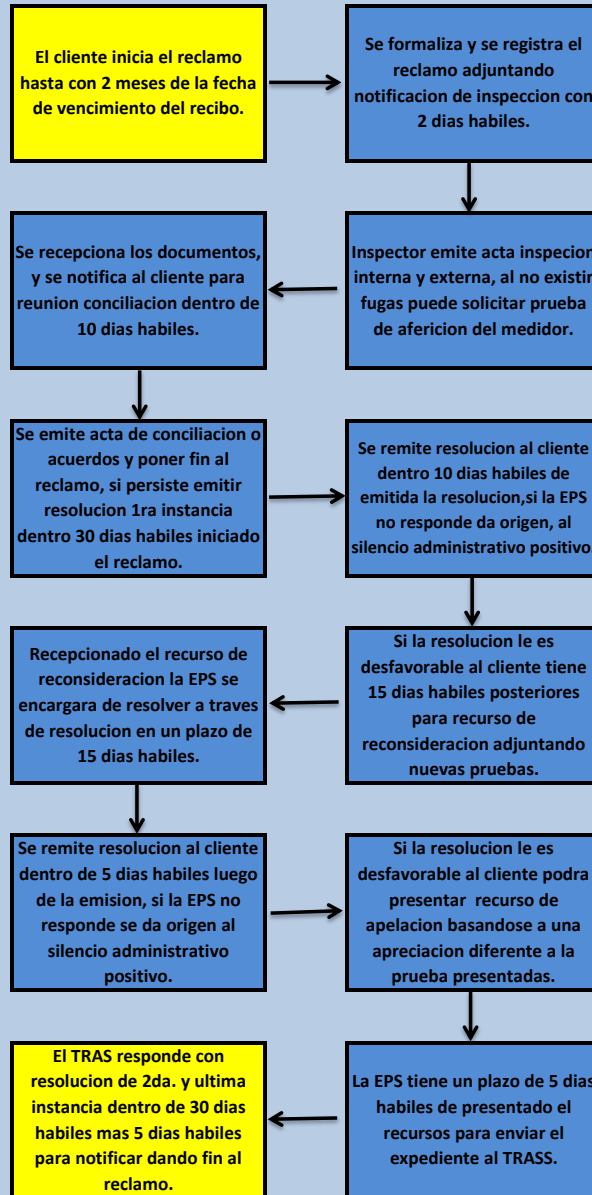 El cliente inicia el reclamo
hasta con 2 meses de la fecha
de vencimiento del recibo.
Se formaliza y se registra el
reclamo adjuntando
notificacion de inspeccion con
2 dias habiles.
Inspector emite acta inspecion
interna y externa, al no existir
fugas puede solicitar prueba
de afericion del medidor.
Se recepciona los documentos,
y se notifica al cliente para
reunion conciliacion dentro de
10 dias habiles.
Se emite acta de conciliacion o
acuerdos y poner fin al
reclamo, si persiste emitir
resolucion 1ra instancia
dentro 30 dias habiles iniciado
el reclamo.
Se remite resolucion al cliente
dentro 10 dias habiles de
emitida la resolucion,si la EPS
no responde da origen, al
silencio administrativo positivo.
Si la resolucion le es
desfavorable al cliente tiene
15 dias habiles posteriores
para recurso de
reconsideracion adjuntando
nuevas pruebas.
Recepcionado el recurso de
reconsideracion la EPS se
encargara de resolver a traves
de resolucion en un plazo de
15 dias habiles.
Se remite resolucion al cliente
dentro de 5 dias habiles luego
de la emision, si la EPS no
responde se da origen al
silencio administrativo
positivo.
Si la resolucion le es
desfavorable al cliente podra
presentar recurso de
apelacion basandose a una
apreciacion diferente a la
prueba presentadas.
La EPS tiene un plazo de 5 dias
habiles de presentado el
recursos para enviar el
expediente al TRASS.
El TRAS responde con
resolucion de 2da. y ultima
instancia dentro de 30 dias
habiles mas 5 dias habiles
para notificar dando fin al
reclamo.